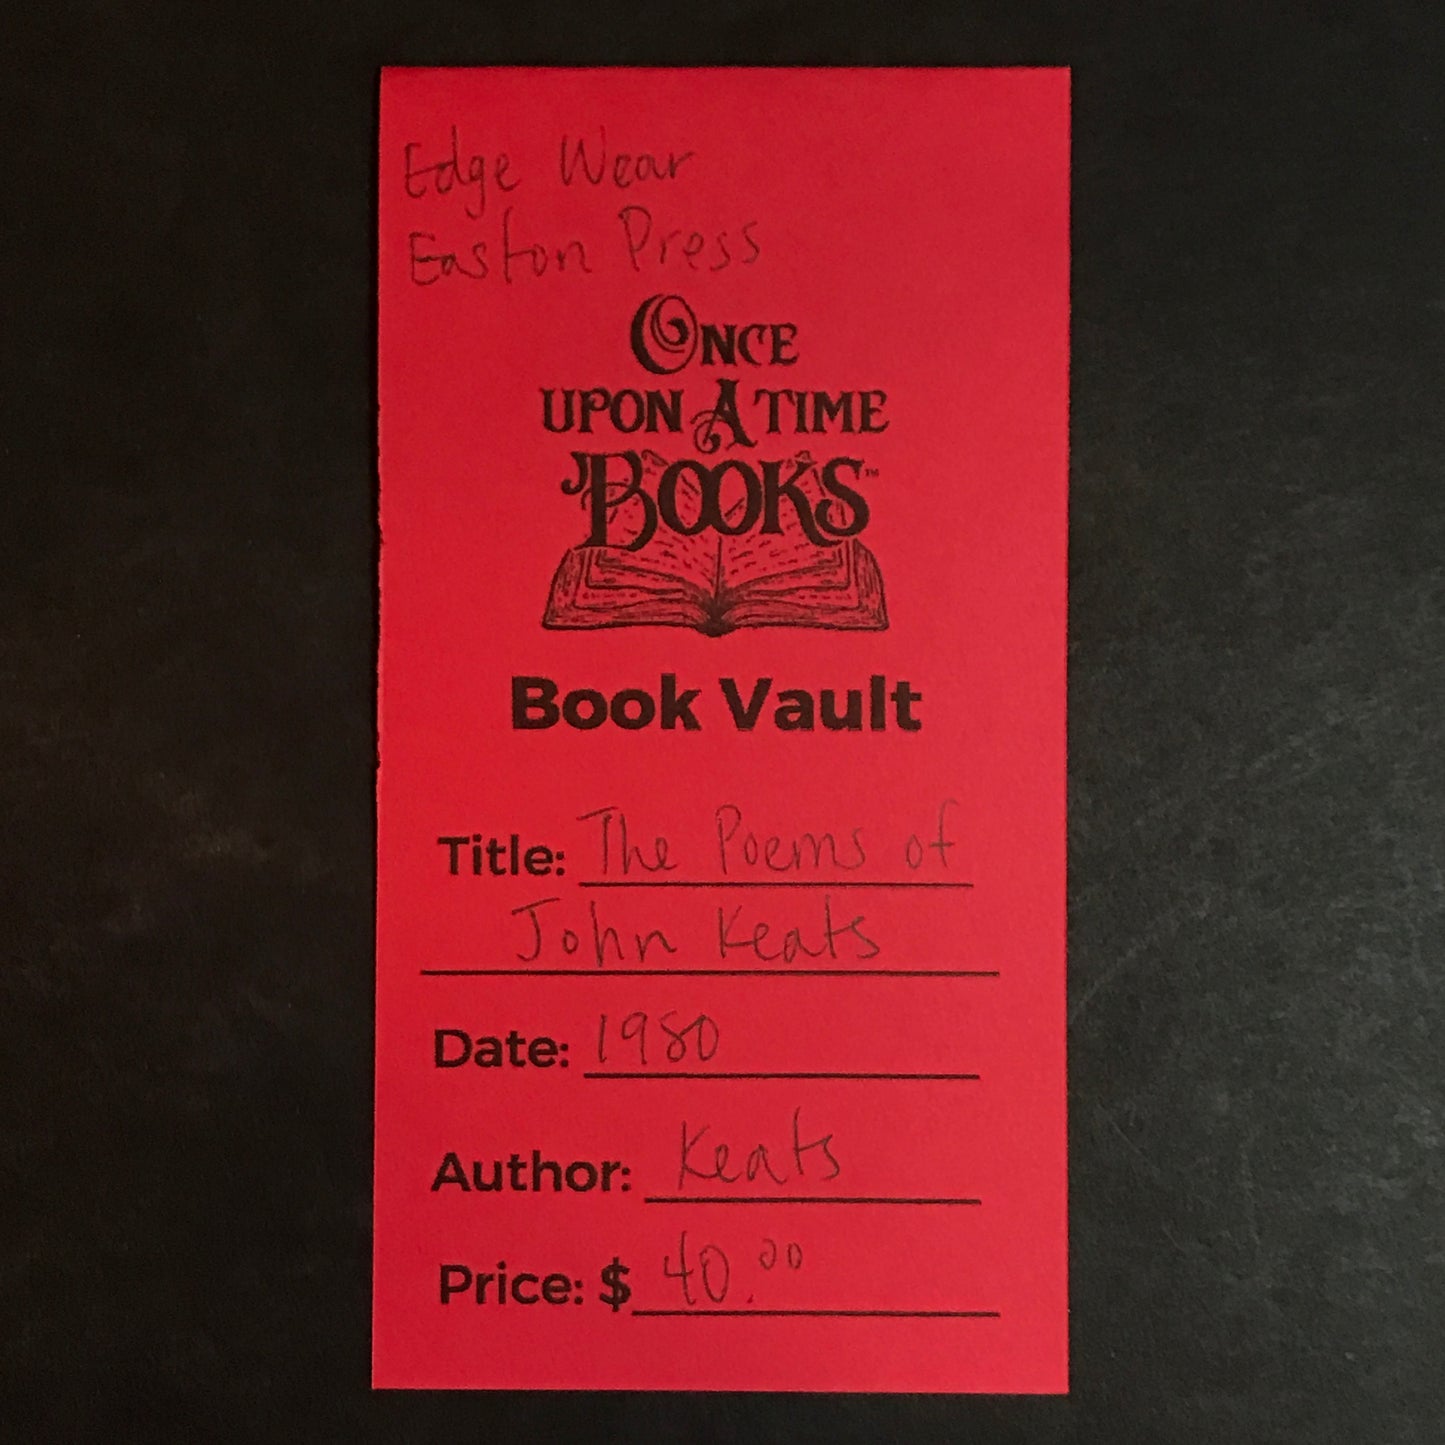 Edge Wear
Easton Press
ONCE
UPON A TIME
BOOKS™
Book Vault
Title: The Poems of
John Keats
Date: 1980
Author: Keats
Price: $ 40.00